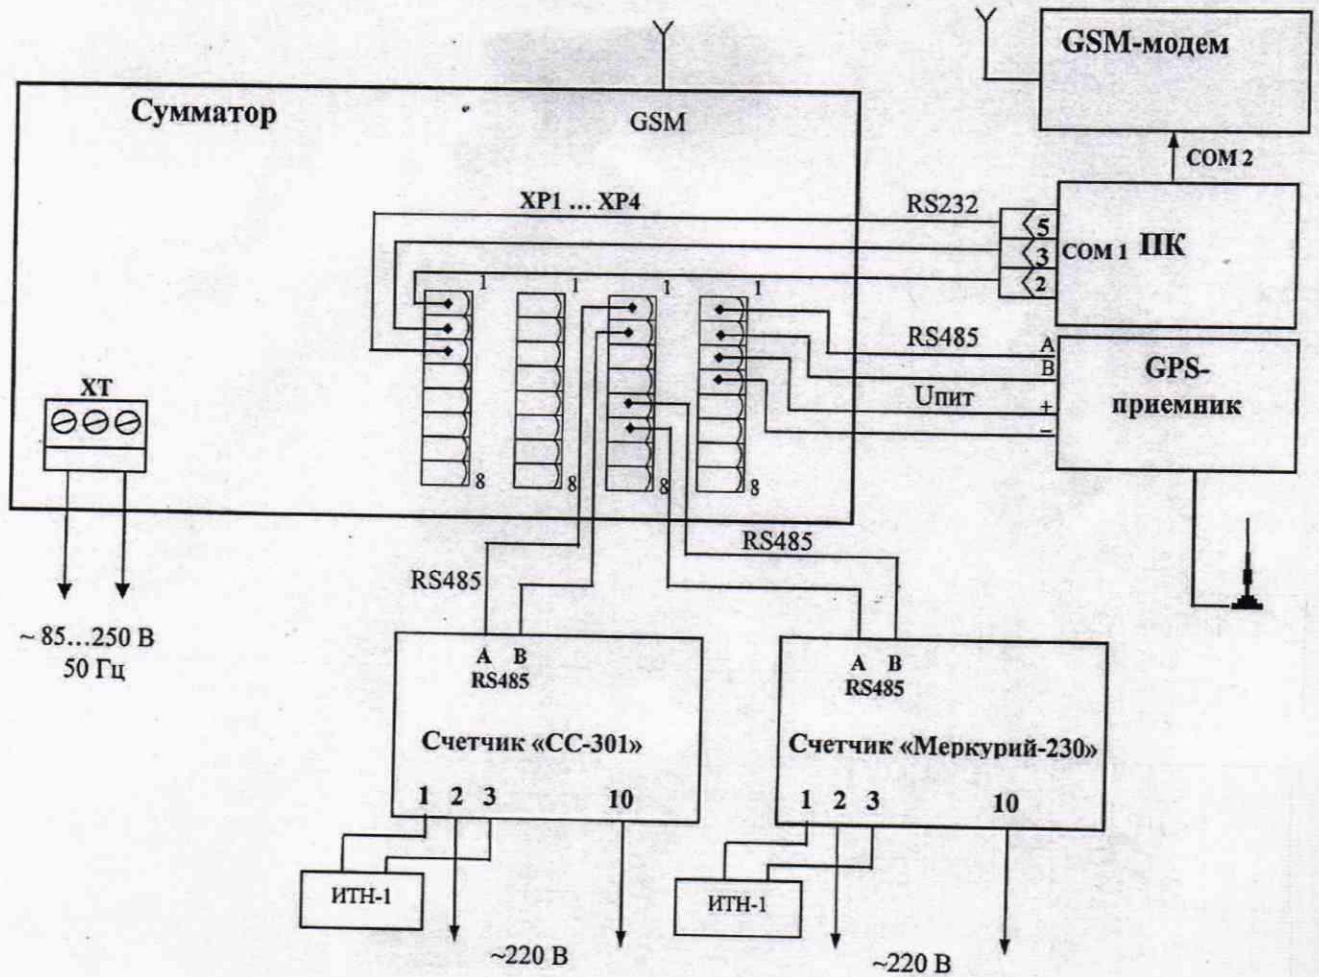 GSM-модем
Сумматор
GSM
COM 2
XP1 ... XP4
RS232
5
3
2
COM 1
ПК
1
1
1
1
RS485
A
B
GPS-
приемник
Uпит
+
–
XT
8
8
8
8
RS485
RS485
~ 85...250 В
50 Гц
A B
RS485
A B
RS485
Счетчик «СС-301»
Счетчик «Меркурий-230»
1 2 3 10
1 2 3 10
ИТН-1
ИТН-1
~220 В
~220 В